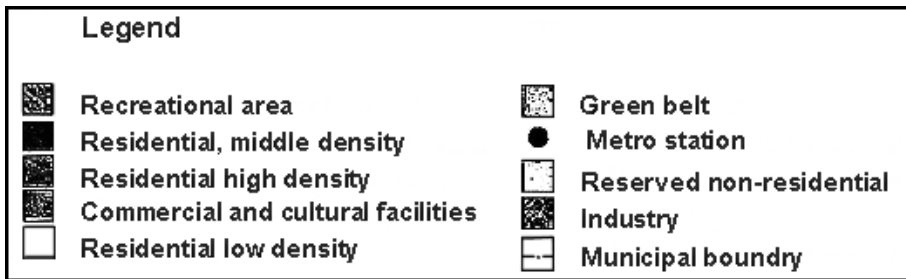 Legend
Recreational area
Residential, middle density
Residential high density
Commercial and cultural facilities
Residential low density
Green belt
Metro station
Reserved non-residential
Industry
Municipal boundry